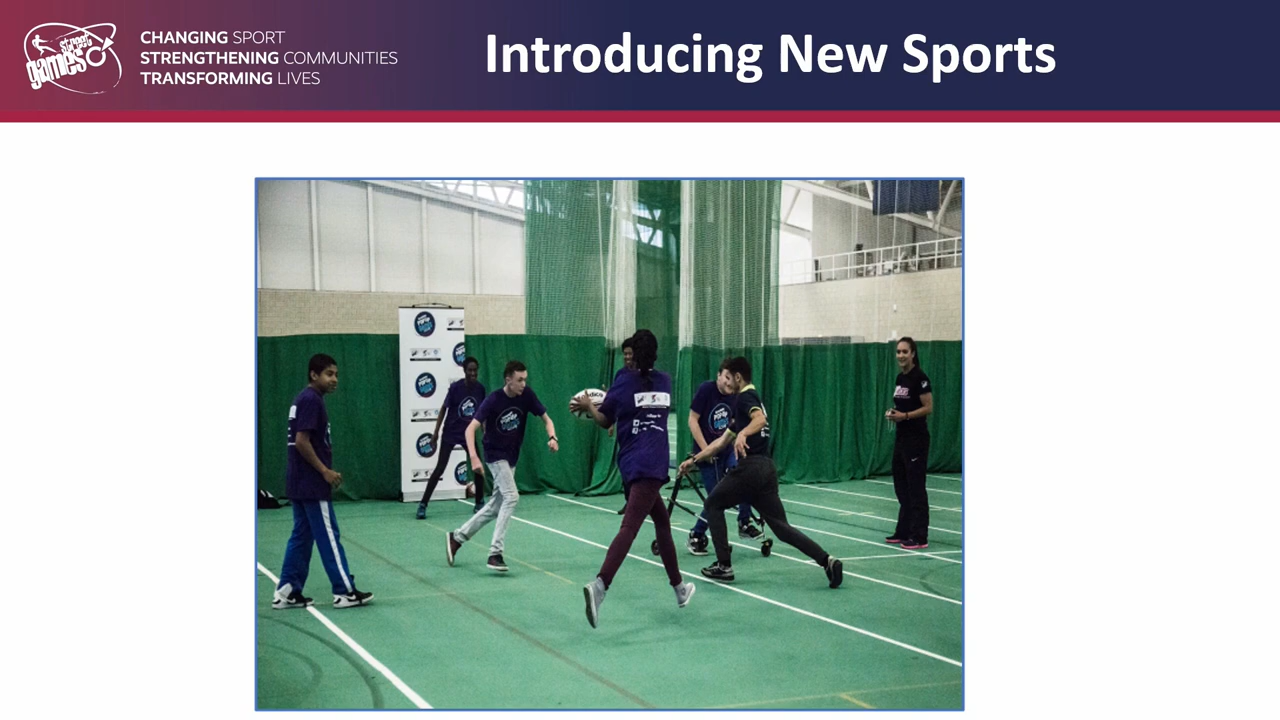 street
games
CHANGING SPORT
STRENGTHENING COMMUNITIES
TRANSFORMING LIVES
Introducing New Sports